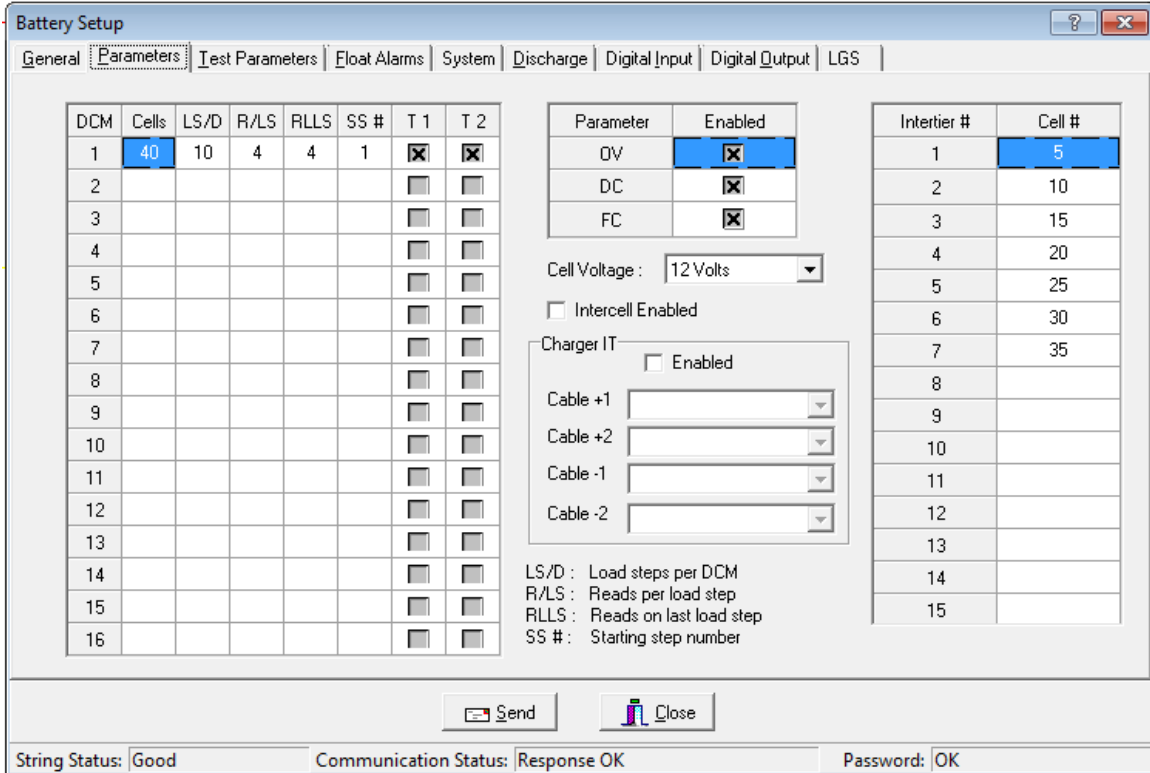 Battery Setup
General Parameters Test Parameters Float Alarms System Discharge Digital Input Digital Output LGS
DCM Cells LS/D R/LS RLLS SS # T 1 T 2
1 40 10 4 4 1
2
3
4
5
6
7
8
9
10
11
12
13
14
15
16
Parameter Enabled
OV
DC
FC
Cell Voltage : 12 Volts
Intercell Enabled
Charger IT
Enabled
Cable +1
Cable +2
Cable -1
Cable -2
LS/D : Load steps per DCM
R/LS : Reads per load step
RLLS : Reads on last load step
SS # : Starting step number
Intertier # Cell #
1 5
2 10
3 15
4 20
5 25
6 30
7 35
8
9
10
11
12
13
14
15
Send Close
String Status: Good Communication Status: Response OK Password: OK